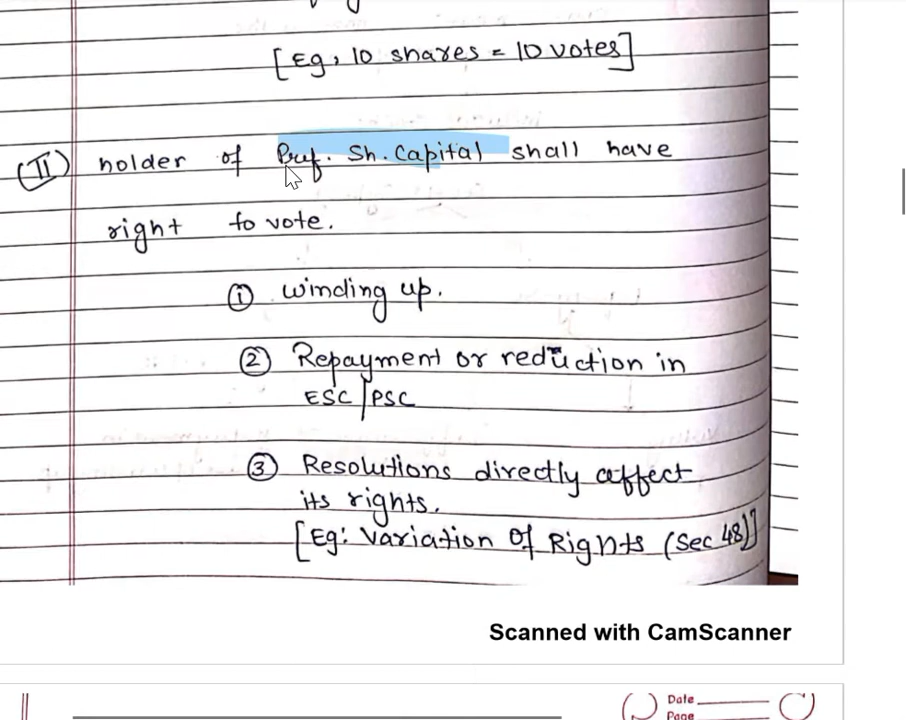 [Eg, 10 shares = 10 votes]
(II) holder of Pref. Sh. Capital shall have
right to vote.
① winding up.
② Repayment or reduction in
ESC | PSC
③ Resolutions directly affect
its rights.
[Eg: Variation Of Rights (Sec 48)]
Scanned with CamScanner
Date
Page